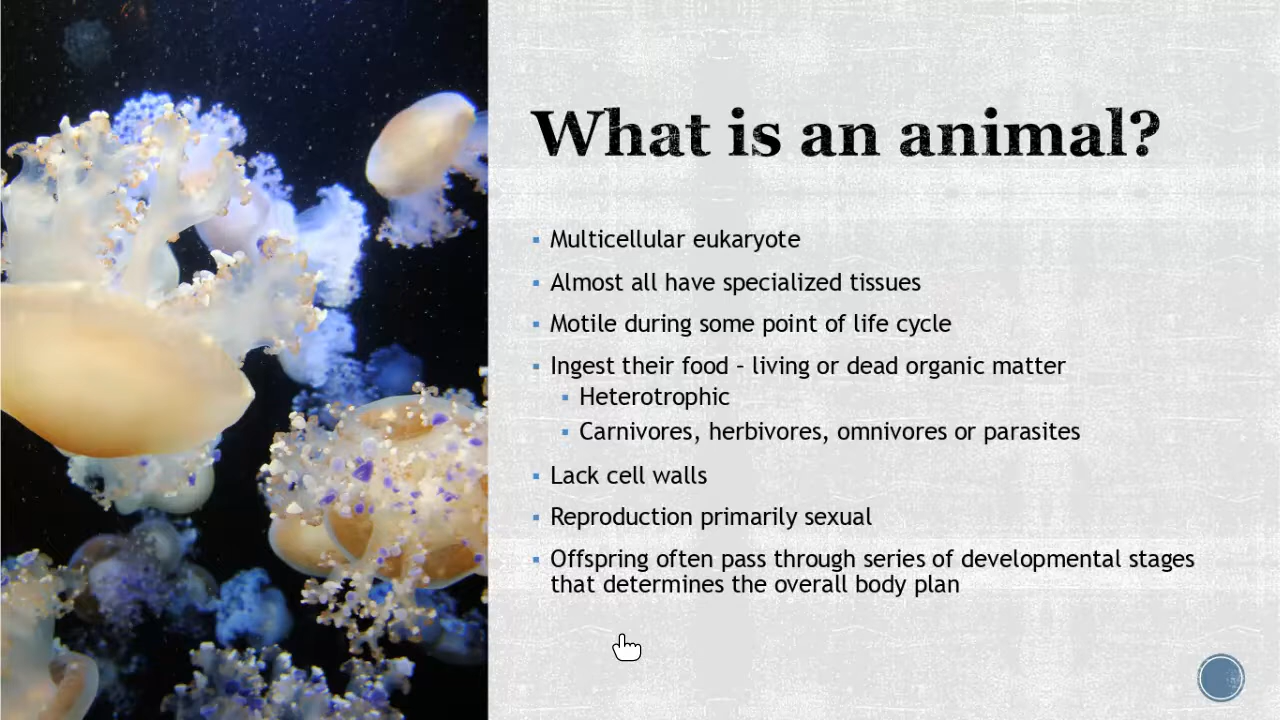 What is an animal?
Multicellular eukaryote
Almost all have specialized tissues
Motile during some point of life cycle
Ingest their food – living or dead organic matter
Heterotrophic
Carnivores, herbivores, omnivores or parasites
Lack cell walls
Reproduction primarily sexual
Offspring often pass through series of developmental stages
that determines the overall body plan